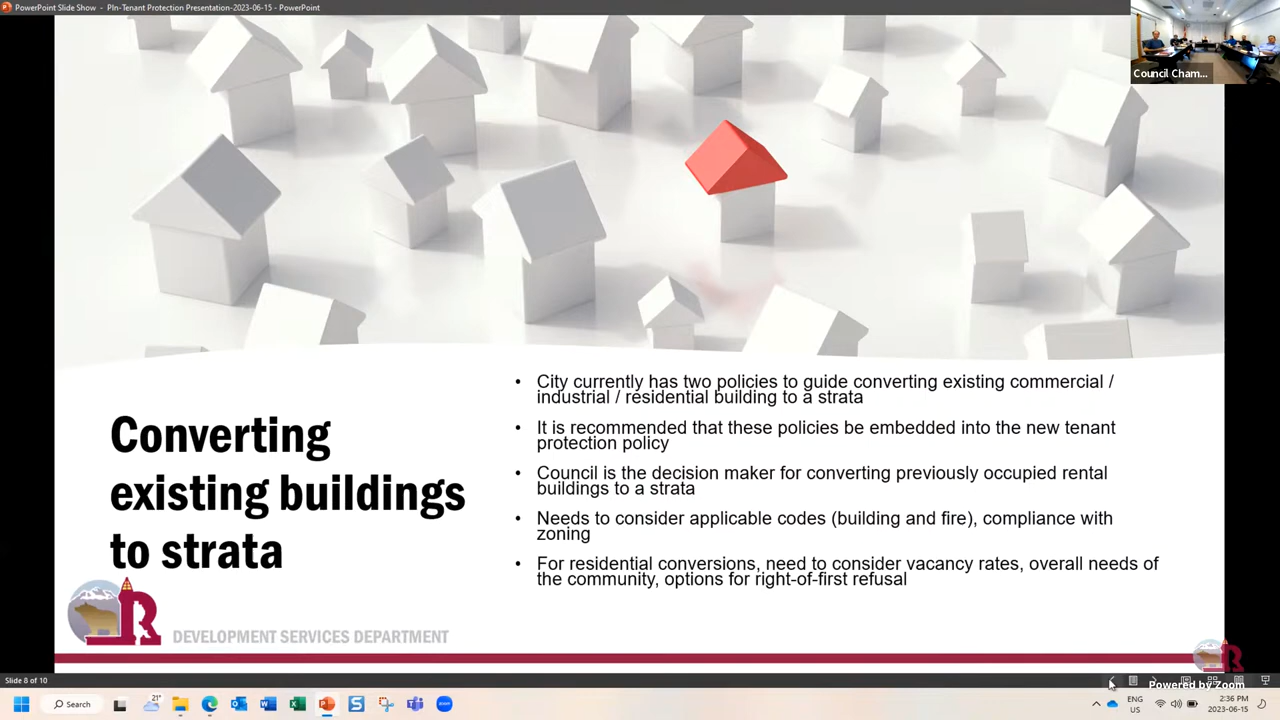 PowerPoint Slide Show - Pln-Tenant Protection Presentation-2023-06-15 - PowerPoint
Council Cham...
Converting
existing buildings
to strata
• City currently has two policies to guide converting existing commercial /
industrial / residential building to a strata
• It is recommended that these policies be embedded into the new tenant
protection policy
• Council is the decision maker for converting previously occupied rental
buildings to a strata
• Needs to consider applicable codes (building and fire), compliance with
zoning
• For residential conversions, need to consider vacancy rates, overall needs of
the community, options for right-of-first refusal
R
DEVELOPMENT SERVICES DEPARTMENT
R
Slide 8 of 10
Powered by Zoom
Search
21°
ENG
US
2:36 PM
2023-06-15